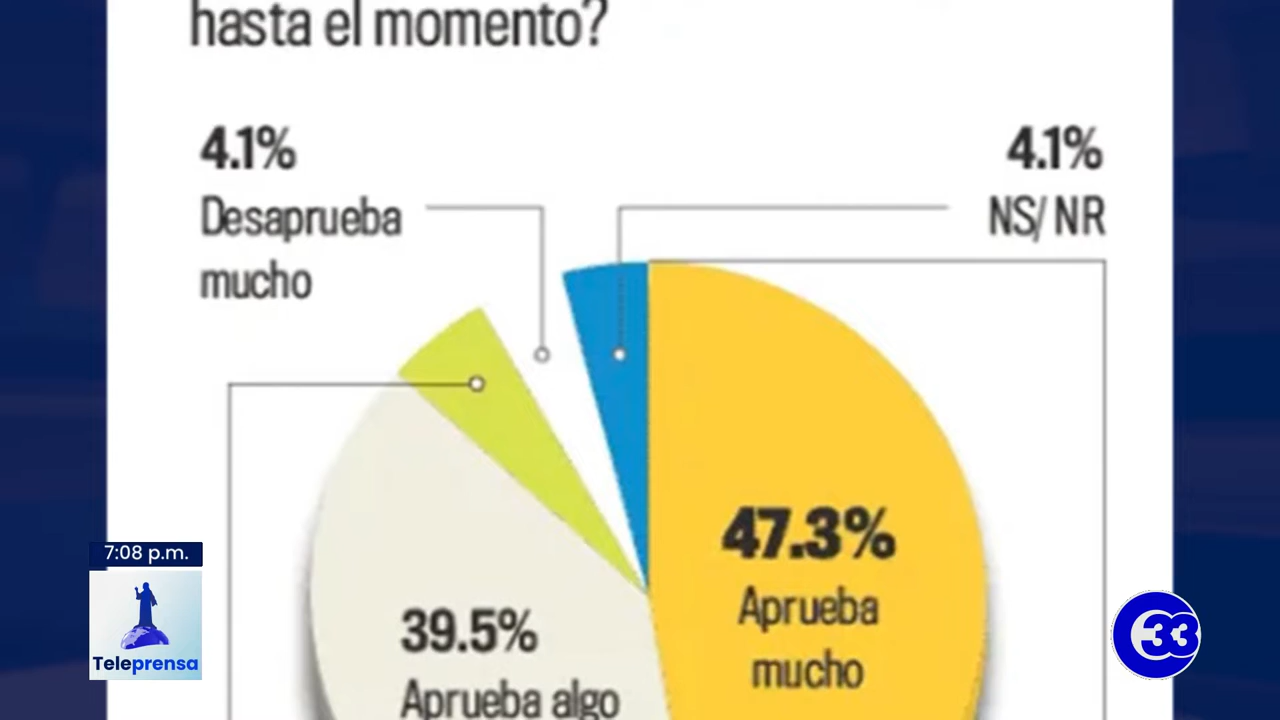 hasta el momento?
4.1%
Desaprueba
mucho
4.1%
NS/ NR
47.3%
Aprueba
mucho
39.5%
Aprueba algo
7:08 p.m.
Teleprensa
33